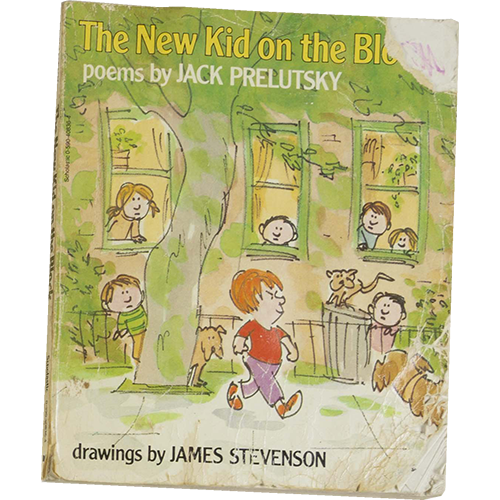 The New Kid on the Blo
poems by JACK PRELUTSKY
drawings by JAMES STEVENSON